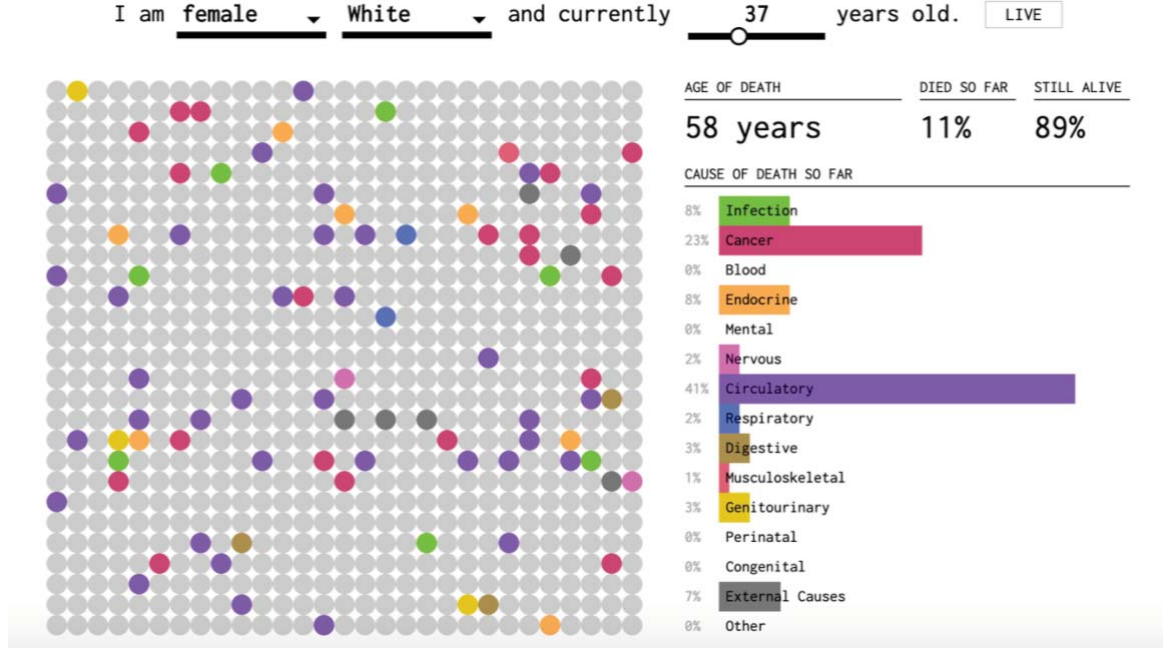 I am female White and currently 37 years old. LIVE
AGE OF DEATH DIED SO FAR STILL ALIVE
58 years 11% 89%
CAUSE OF DEATH SO FAR
8% Infection
23% Cancer
0% Blood
8% Endocrine
0% Mental
2% Nervous
41% Circulatory
2% Respiratory
3% Digestive
1% Musculoskeletal
3% Genitourinary
0% Perinatal
0% Congenital
7% External Causes
0% Other